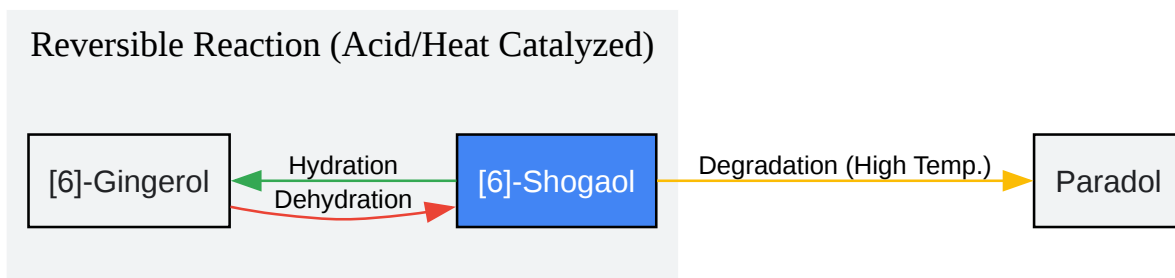 Reversible Reaction (Acid/Heat Catalyzed)
[6]-Gingerol
Hydration
Dehydration
[6]-Shogaol
Degradation (High Temp.)
Paradol